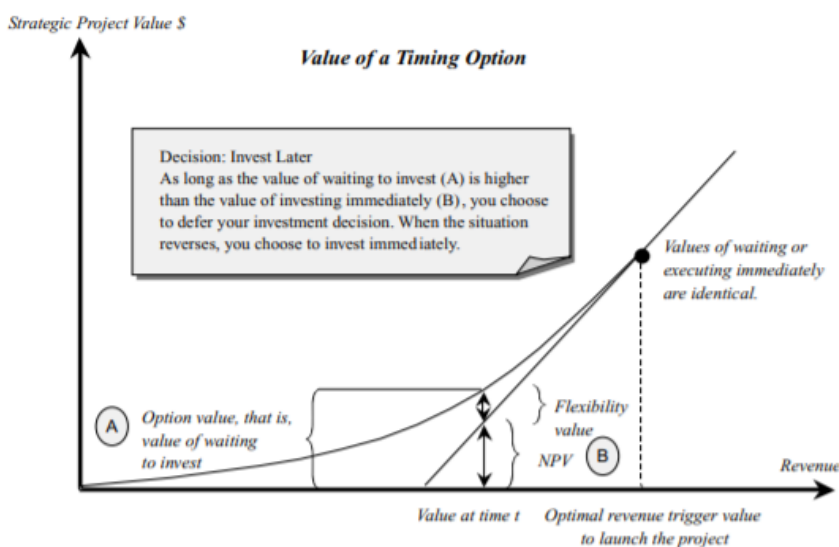 Strategic Project Value $
Value of a Timing Option
Decision: Invest Later
As long as the value of waiting to invest (A) is higher
than the value of investing immediately (B), you choose
to defer your investment decision. When the situation
reverses, you choose to invest immediately.
Values of waiting or
executing immediately
are identical.
A
Option value, that is,
value of waiting
to invest
Flexibility
value
NPV
B
Revenue
Value at time t
Optimal revenue trigger value
to launch the project